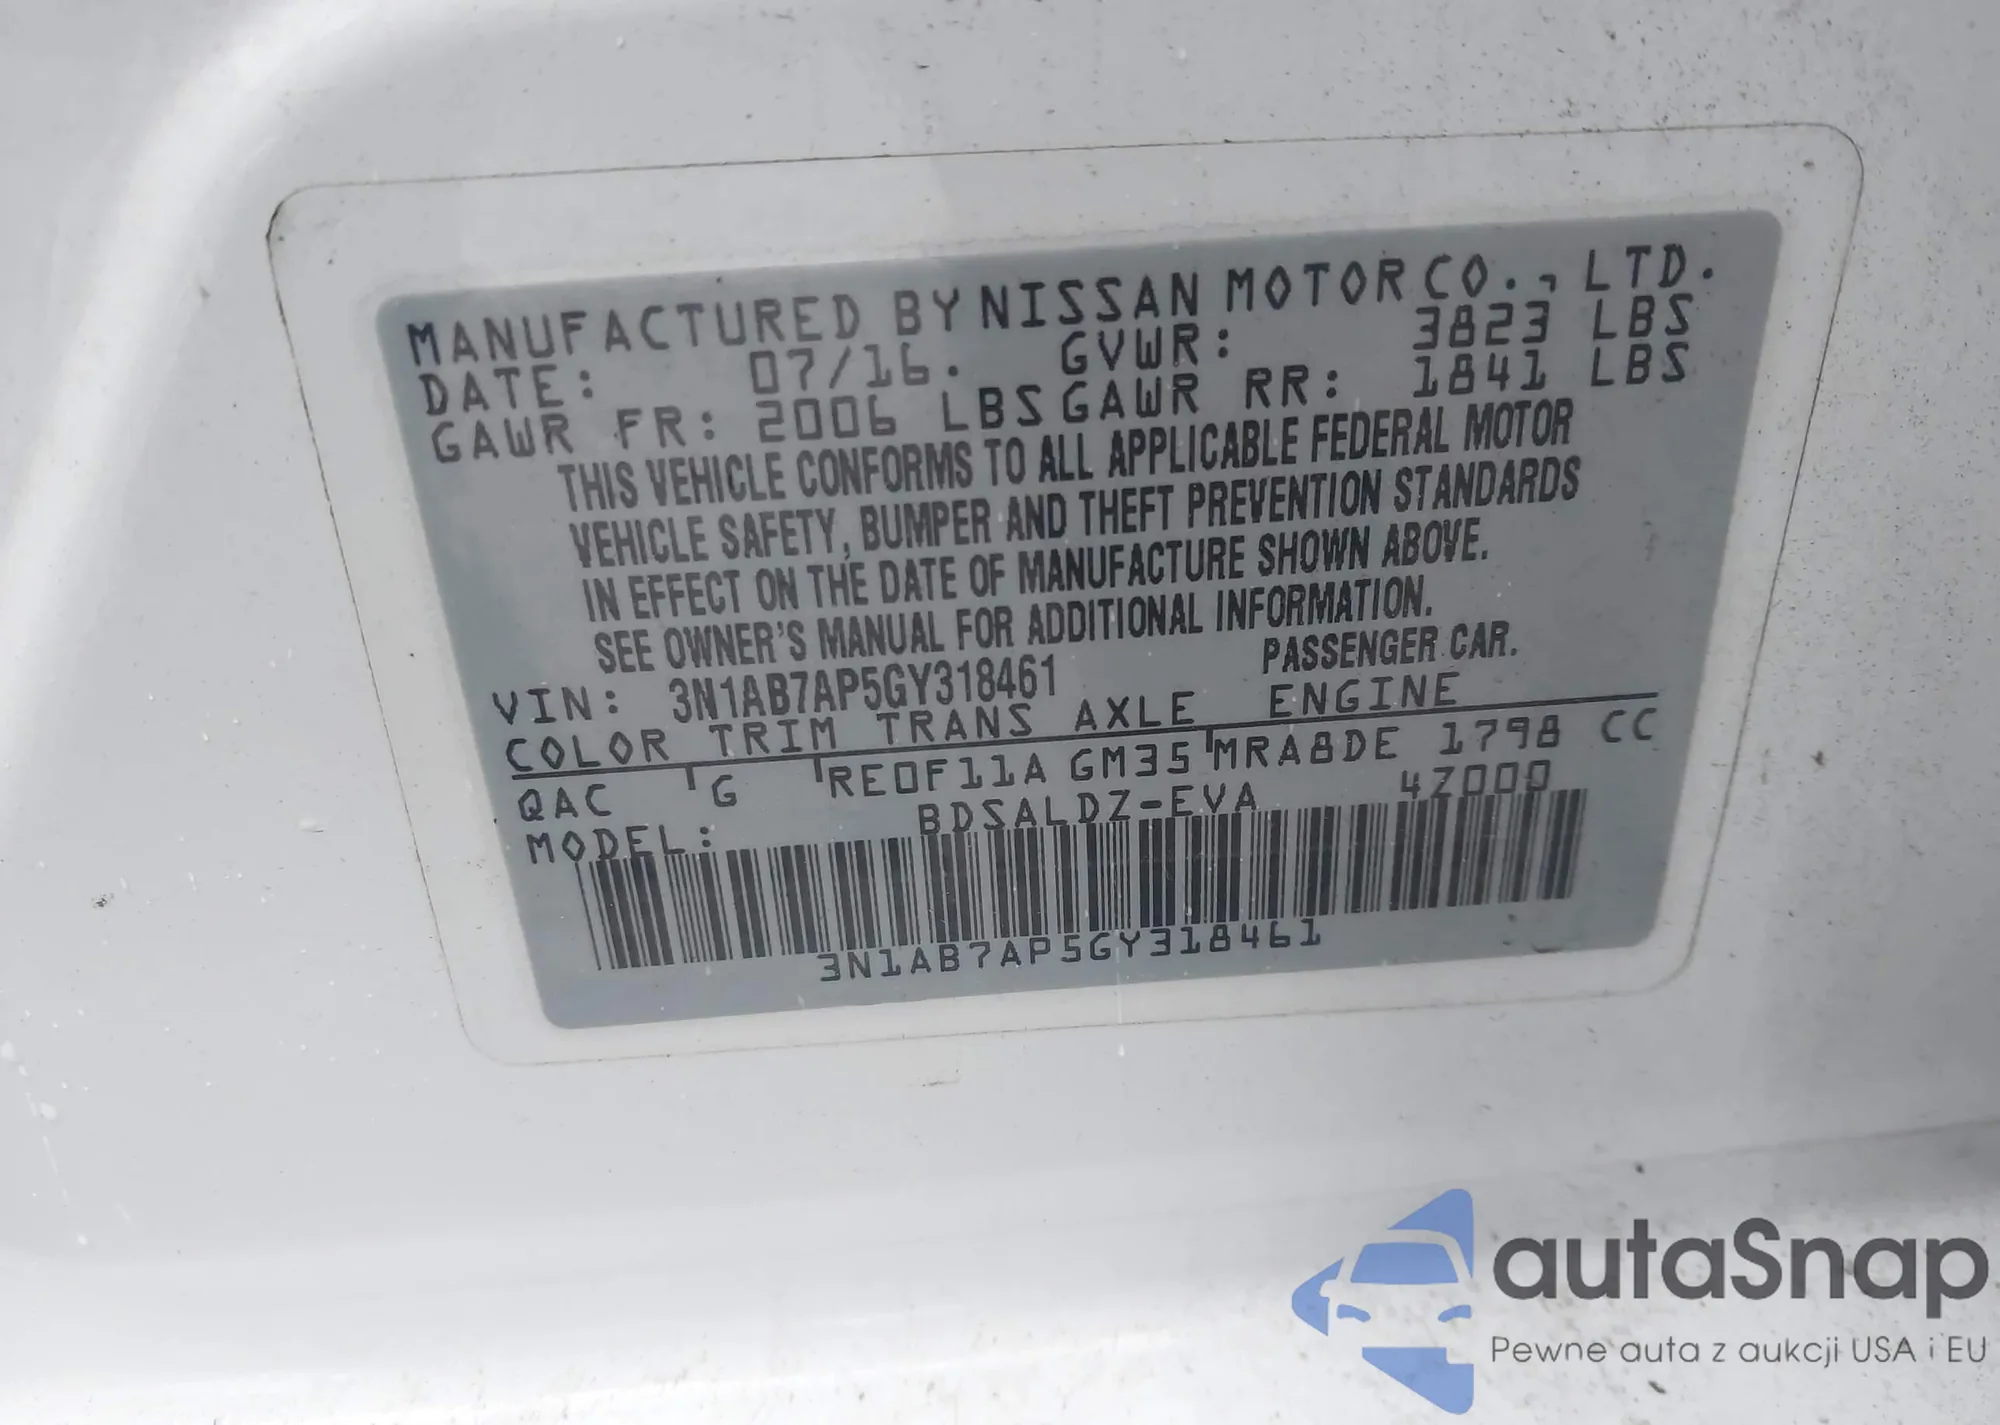 MANUFACTURED BY NISSAN MOTOR CO., LTD.
DATE: 07/16. GVWR: 3823 LBS
GAWR FR: 2006 LBS GAWR RR: 1841 LBS
THIS VEHICLE CONFORMS TO ALL APPLICABLE FEDERAL MOTOR
VEHICLE SAFETY, BUMPER AND THEFT PREVENTION STANDARDS
IN EFFECT ON THE DATE OF MANUFACTURE SHOWN ABOVE.
SEE OWNER'S MANUAL FOR ADDITIONAL INFORMATION.
VIN: 3N1AB7AP5GY318461 PASSENGER CAR.
COLOR TRIM TRANS AXLE ENGINE
QAC G RE0F11A GM35 MRA8DE 1798 CC
MODEL: BDSALDZ-EVA 4Z000
3N1AB7AP5GY318461
autaSnap
Pewne auta z aukcji USA i EU